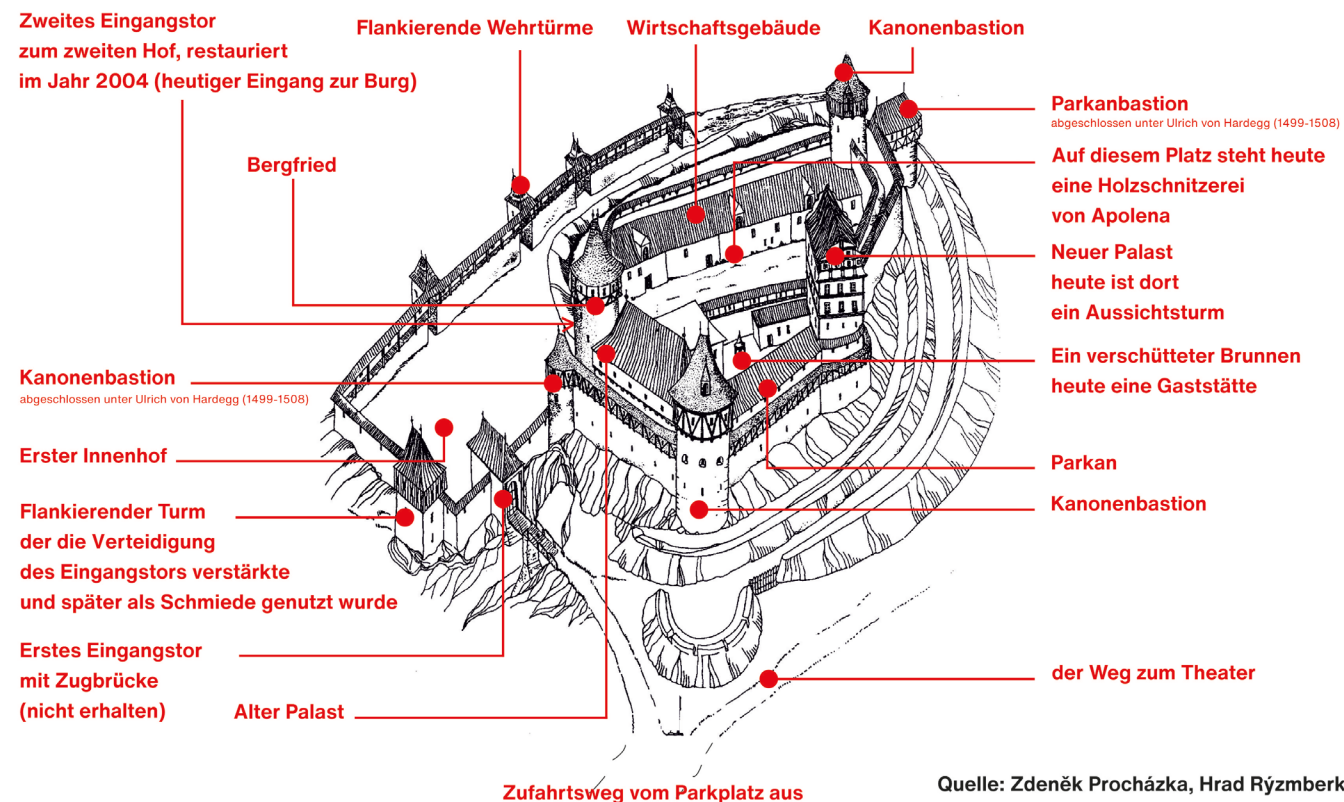 Zweites Eingangstor
zum zweiten Hof, restauriert
im Jahr 2004 (heutiger Eingang zur Burg)
Flankierende Wehrtürme
Wirtschaftsgebäude
Kanonenbastion
Parkanbastion
abgeschlossen unter Ulrich von Hardegg (1499-1508)
Auf diesem Platz steht heute
eine Holzschnitzerei
von Apolena
Bergfried
Neuer Palast
heute ist dort
ein Aussichtsturm
Ein verschütteter Brunnen
heute eine Gaststätte
Kanonenbastion
abgeschlossen unter Ulrich von Hardegg (1499-1508)
Erster Innenhof
Parkan
Kanonenbastion
Flankierender Turm
der die Verteidigung
des Eingangstors verstärkte
und später als Schmiede genutzt wurde
Erstes Eingangstor
mit Zugbrücke
(nicht erhalten)
Alter Palast
der Weg zum Theater
Zufahrtsweg vom Parkplatz aus
Quelle: Zdeněk Procházka, Hrad Rýzmberk